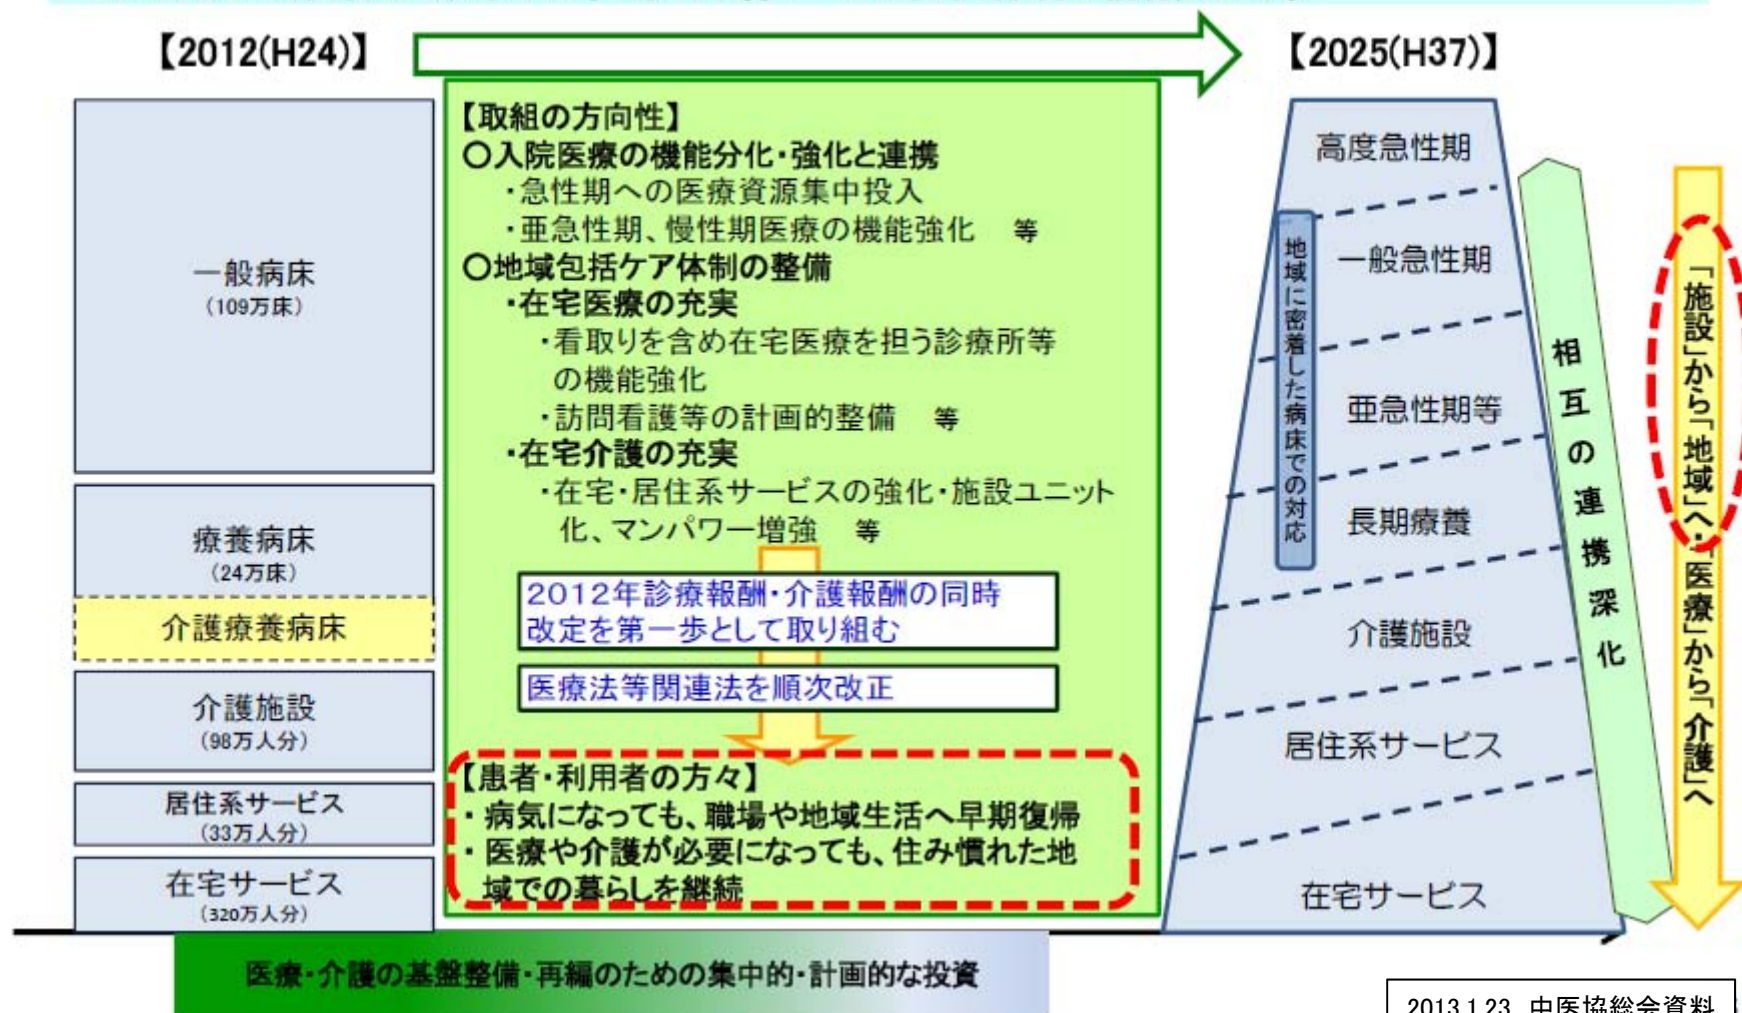 【2012(H24)】
【2025(H37)】
一般病床
（109万床）
療養病床
（24万床）
介護療養病床
介護施設
（98万人分）
居住系サービス
（33万人分）
在宅サービス
（320万人分）
【取組の方向性】
○入院医療の機能分化・強化と連携
・急性期への医療資源集中投入
・亜急性期、慢性期医療の機能強化　等
○地域包括ケア体制の整備
・在宅医療の充実
・看取りを含め在宅医療を担う診療所等
の機能強化
・訪問看護等の計画的整備　等
・在宅介護の充実
・在宅・居住系サービスの強化・施設ユニット
化、マンパワー増強　等
2012年診療報酬・介護報酬の同時
改定を第一歩として取り組む
医療法等関連法を順次改正
【患者・利用者の方々】
・病気になっても、職場や地域生活へ早期復帰
・医療や介護が必要になっても、住み慣れた地
域での暮らしを継続
高度急性期
一般急性期
亜急性期等
長期療養
介護施設
居住系サービス
在宅サービス
地域に密着した病床での対応
相互の連携深化
「施設」から「地域」へ・「医療」から「介護」へ
医療・介護の基盤整備・再編のための集中的・計画的な投資
2013.1.23 中医協総会資料